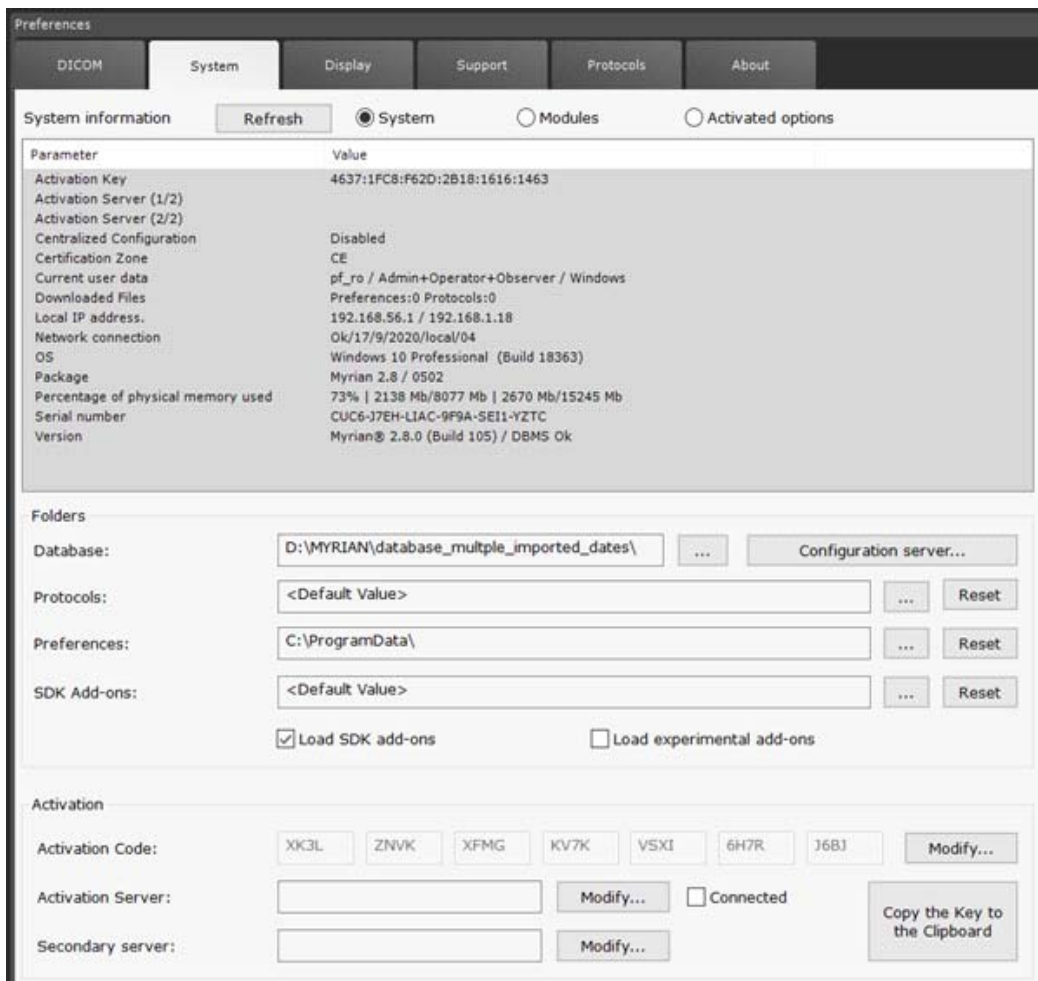 Preferences
DICOM System Display Support Protocols About
System information Refresh System Modules Activated options
Parameter Value
Activation Key 4637:1FC8:F62D:2B18:1616:1463
Activation Server (1/2)
Activation Server (2/2)
Centralized Configuration Disabled
Certification Zone CE
Current user data pf_ro / Admin+Operator+Observer / Windows
Downloaded Files Preferences:0 Protocols:0
Local IP address. 192.168.56.1 / 192.168.1.18
Network connection Ok/17/9/2020/local/04
OS Windows 10 Professional (Build 18363)
Package Myrian 2.8 / 0502
Percentage of physical memory used 73% | 2138 Mb/8077 Mb | 2670 Mb/15245 Mb
Serial number CUC6-J7EH-LIAC-9F9A-SEI1-YZTC
Version Myrian® 2.8.0 (Build 105) / DBMS Ok
Folders
Database: D:\MYRIAN\database_multple_imported_dates\ ... Configuration server...
Protocols: <Default Value> ... Reset
Preferences: C:\ProgramData\ ... Reset
SDK Add-ons: <Default Value> ... Reset
Load SDK add-ons Load experimental add-ons
Activation
Activation Code: XK3L ZNVK XFMG KV7K VSXI 6H7R J6BJ Modify...
Activation Server: Modify... Connected
Copy the Key to the Clipboard
Secondary server: Modify...